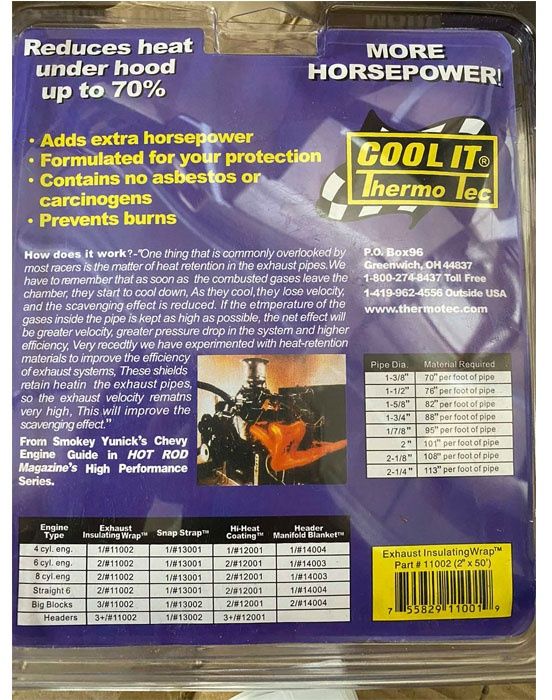 Reduces heat
under hood
up to 70%
MORE
HORSEPOWER!
• Adds extra horsepower
• Formulated for your protection
• Contains no asbestos or
carcinogens
• Prevents burns
COOL IT®
Thermo Tec
How does it work?-"One thing that is commonly overlooked by
most racers is the matter of heat retention in the exhaust pipes. We
have to remember that as soon as the combusted gases leave the
chamber, they start to cool down, As they cool, they lose velocity,
and the scavenging effect is reduced. If the etmperature of the
gases inside the pipe is kept as high as possible, the net effect will
be greater velocity, greater pressure drop in the system and higher
efficiency, Very recedtly we have experimented with heat-retention
materials to improve the efficiency
of exhaust systems, These shields
retain heatin the exhaust pipes,
so the exhaust velocity rematns
very high, This will improve the
scavenging effect."
From Smokey Yunick's Chevy
Engine Guide in HOT ROD
Magazine's High Performance
Series.
P.O. Box96
Greenwich, OH 44837
1-800-274-8437 Toll Free
1-419-962-4556 Outside USA
www.thermotec.com
Pipe Dia. Material Required
1-3/8" 70" per foot of pipe
1-1/2" 76" per foot of pipe
1-5/8" 82" per foot of pipe
1-3/4" 88" per foot of pipe
1/7/8" 95" per foot of pipe
2" 101" per foot of pipe
2-1/8" 108" per foot of pipe
2-1/4" 113" per foot of pipe
Engine Type Exhaust Insulating Wrap™ Snap Strap™ Hi-Heat Coating™ Header Manifold Blanket™
4 cyl. eng. 1/#11002 1/#13001 1/#12001 1/#14004
6 cyl. eng. 2/#11002 1/#13001 2/#12001 1/#14003
8 cyl eng. 2/#11002 1/#13001 2/#12001 1/#14003
Straight 6 2/#11002 1/#13001 2/#12001 2/#14004
Big Blocks 3/#11002 1/#13002 2/#12001 2/#14004
Headers 3+/#11002 1/#13002 3+/#12001
Exhaust InsulatingWrap™
Part # 11002 (2" x 50')
7 55829 11001 9